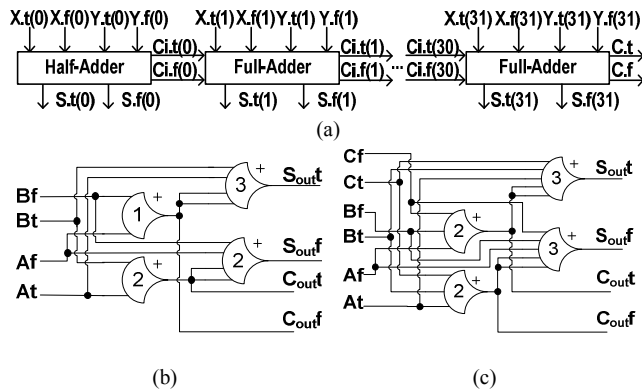 X.t(0) X.f(0) Y.t(0) Y.f(0) X.t(1) X.f(1) Y.t(1) Y.f(1) X.t(31) X.f(31) Y.t(31) Y.f(31)
Half-Adder Ci.t(0) Full-Adder Ci.t(1) Ci.t(30) Full-Adder C.t
Ci.f(0) Ci.f(1) ... Ci.f(30) C.f
S.t(0) S.f(0) S.t(1) S.f(1) S.t(31) S.f(31)
(a)
Bf
Bt
Af
At
1 +
2 +
3 +
2 +
Soutt
Soutf
Coutt
Coutf
(b)
Cf
Ct
Bf
Bt
Af
At
2 +
2 +
3 +
3 +
Soutt
Soutf
Coutt
Coutf
(c)